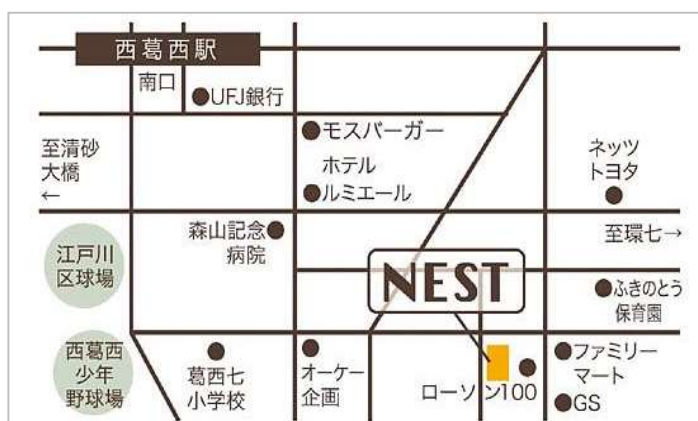 西葛西駅
南口
●UFJ銀行
●モスバーガー
至清砂
大橋
←
ホテル
●ルミエール
ネッツ
トヨタ
●
森山記念●
病院
至環七→
江戸川
区球場
NEST
●ふきのとう
保育園
西葛西
少年
野球場
●
葛西七
小学校
●
オーケー
企画
●
ローソン100
●ファミリー
マート
●GS